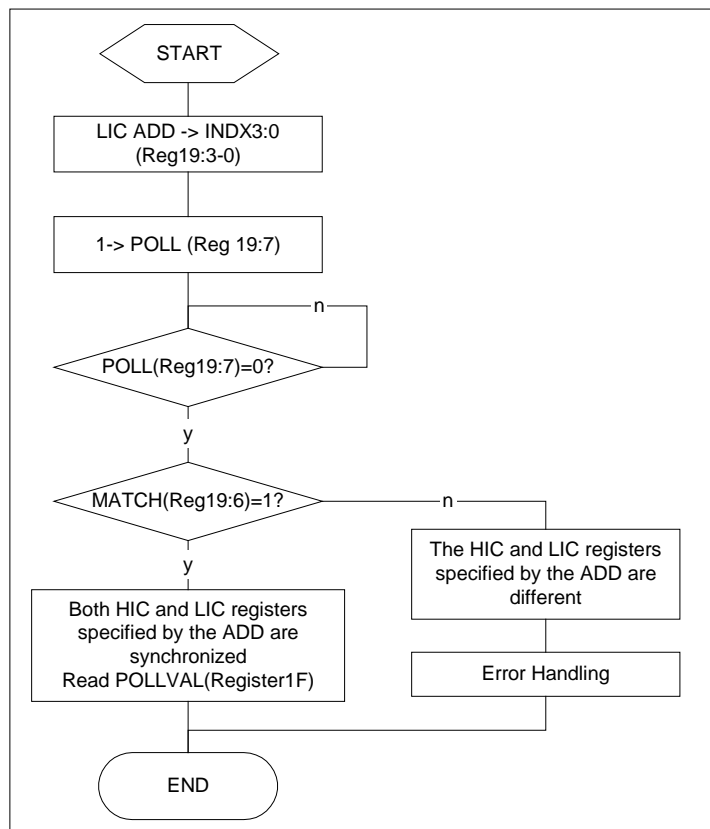 START
LIC ADD -> INDX3:0
(Reg19:3-0)
1-> POLL (Reg 19:7)
n
POLL(Reg19:7)=0?
y
MATCH(Reg19:6)=1?
n
y
The HIC and LIC registers
specified by the ADD are
different
Both HIC and LIC registers
specified by the ADD are
synchronized
Read POLLVAL(Register1F)
Error Handling
END